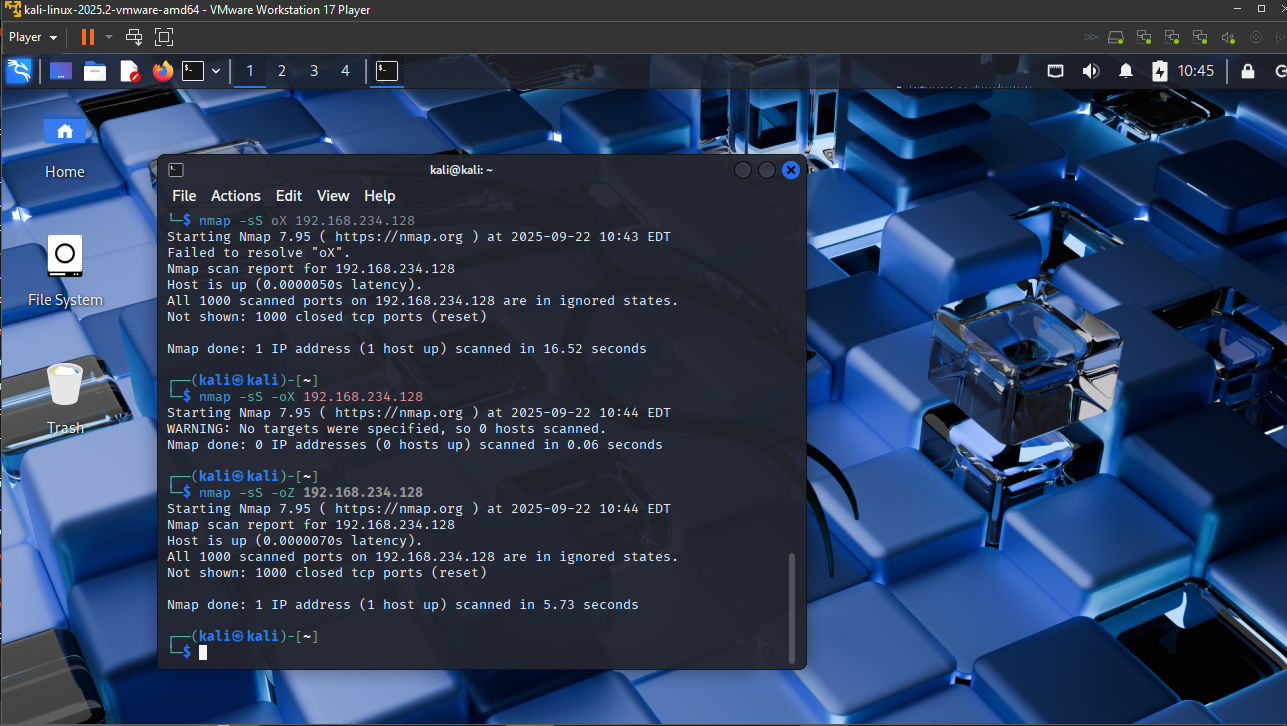 kali-linux-2025.2-vmware-amd64 - VMware Workstation 17 Player
Player
1 2 3 4
10:45
Home
File System
Trash
kali@kali: ~
File Actions Edit View Help
└─$ nmap -sS oX 192.168.234.128
Starting Nmap 7.95 ( https://nmap.org ) at 2025-09-22 10:43 EDT
Failed to resolve "oX".
Nmap scan report for 192.168.234.128
Host is up (0.0000050s latency).
All 1000 scanned ports on 192.168.234.128 are in ignored states.
Not shown: 1000 closed tcp ports (reset)
Nmap done: 1 IP address (1 host up) scanned in 16.52 seconds
┌──(kali㉿kali)-[~]
└─$ nmap -sS -oX 192.168.234.128
Starting Nmap 7.95 ( https://nmap.org ) at 2025-09-22 10:44 EDT
WARNING: No targets were specified, so 0 hosts scanned.
Nmap done: 0 IP addresses (0 hosts up) scanned in 0.06 seconds
┌──(kali㉿kali)-[~]
└─$ nmap -sS -oZ 192.168.234.128
Starting Nmap 7.95 ( https://nmap.org ) at 2025-09-22 10:44 EDT
Nmap scan report for 192.168.234.128
Host is up (0.0000070s latency).
All 1000 scanned ports on 192.168.234.128 are in ignored states.
Not shown: 1000 closed tcp ports (reset)
Nmap done: 1 IP address (1 host up) scanned in 5.73 seconds
┌──(kali㉿kali)-[~]
└─$